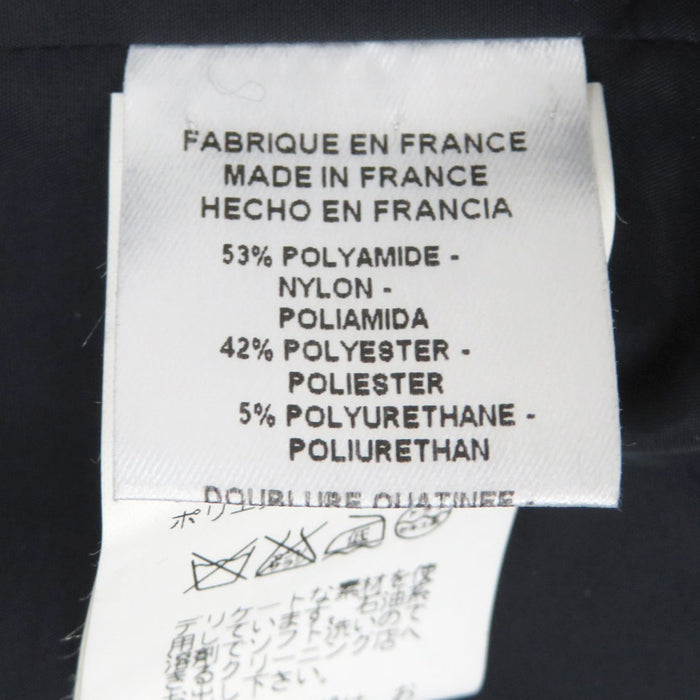 FABRIQUE EN FRANCE
MADE IN FRANCE
HECHO EN FRANCIA
53% POLYAMIDE -
NYLON -
POLIAMIDA
42% POLYESTER -
POLIESTER
5% POLYURETHANE -
POLIURETHAN
DOUBLURE OUATINEE -
ポリエ
デリケートな素材を使
用しています。石油系
溶剤でソフト洗いので
きるクリーニング店へ
お出し下さい。